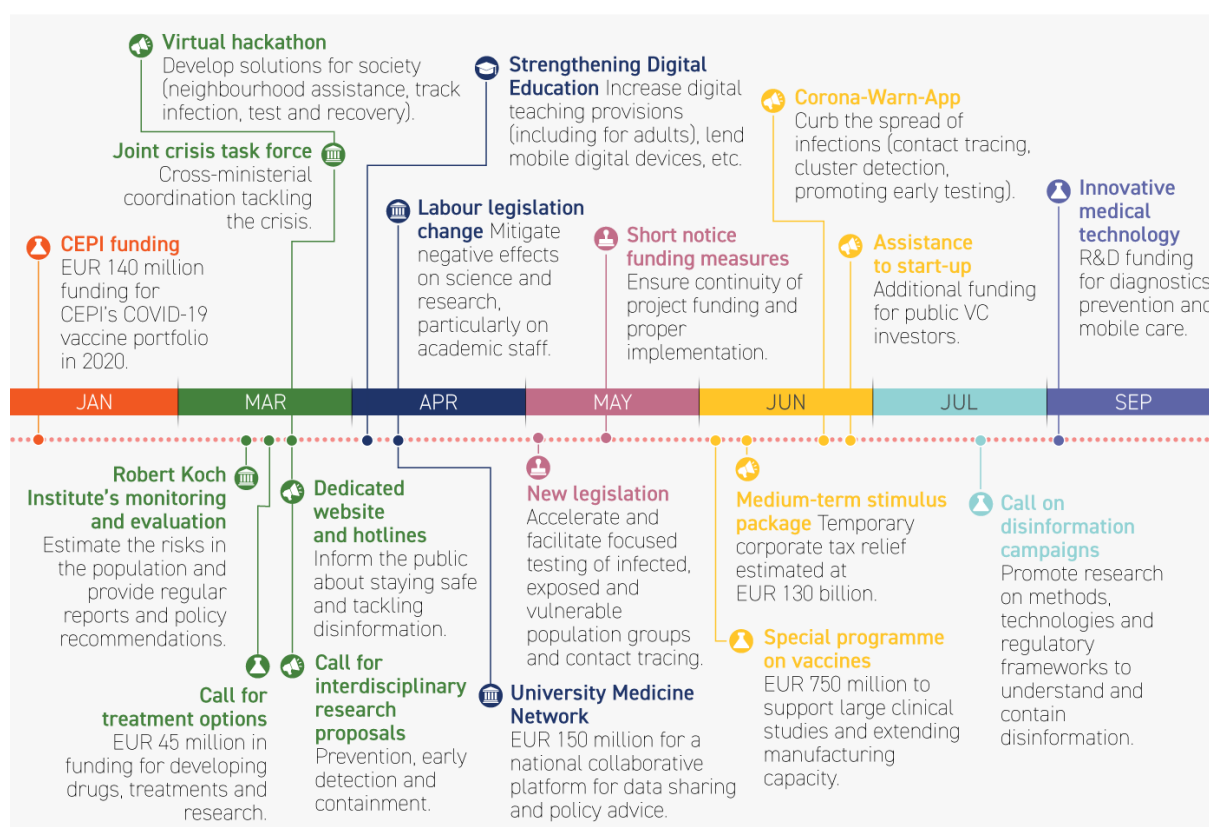 Virtual hackathon
Develop solutions for society
(neighbourhood assistance, track
infection, test and recovery).
Joint crisis task force
Cross-ministerial
coordination tackling
the crisis.
CEPI funding
EUR 140 million
funding for
CEPI's COVID-19
vaccine portfolio
in 2020.
Strengthening Digital
Education Increase digital
teaching provisions
(including for adults), lend
mobile digital devices, etc.
Labour legislation
change Mitigate
negative effects
on science and
research,
particularly on
academic staff.
Short notice
funding measures
Ensure continuity of
project funding and
proper
implementation.
Corona-Warn-App
Curb the spread of
infections (contact tracing,
cluster detection,
promoting early testing).
Assistance
to start-up
Additional funding
for public VC
investors.
Innovative
medical
technology
R&D funding
for diagnostics
prevention and
mobile care.
JAN
MAR
APR
MAY
JUN
JUL
SEP
Robert Koch
Institute's monitoring
and evaluation
Estimate the risks in
the population and
provide regular
reports and policy
recommendations.
Call for
treatment options
EUR 45 million in
funding for developing
drugs, treatments and
research.
Dedicated
website
and hotlines
Inform the public
about staying safe
and tackling
disinformation.
Call for
interdisciplinary
research
proposals
Prevention, early
detection and
containment.
University Medicine
Network
EUR 150 million for a
national collaborative
platform for data sharing
and policy advice.
New legislation
Accelerate and
facilitate focused
testing of infected,
exposed and
vulnerable
population groups
and contact tracing.
Medium-term stimulus
package Temporary
corporate tax relief
estimated at
EUR 130 billion.
Special programme
on vaccines
EUR 750 million to
support large clinical
studies and extending
manufacturing
capacity.
Call on
disinformation
campaigns
Promote research
on methods,
technologies and
regulatory
frameworks to
understand and
contain
disinformation.